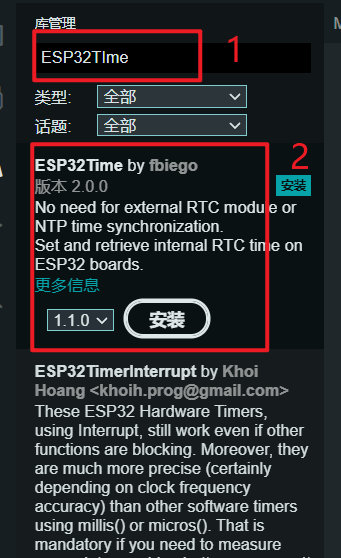 库管理
1
ESP32TIme
类型: 全部
话题: 全部
2
ESP32Time by fbiego
版本 2.0.0
安装
No need for external RTC module or
NTP time synchronization.
Set and retrieve internal RTC time on
ESP32 boards.
更多信息
1.1.0 安装
ESP32TimerInterrupt by Khoi
Hoang <khoih.prog@gmail.com>
These ESP32 Hardware Timers,
using Interrupt, still work even if other
functions are blocking. Moreover, they
are much more precise (certainly
depending on clock frequency
accuracy) than other software timers
using millis() or micros(). That is
mandatory if you need to measure